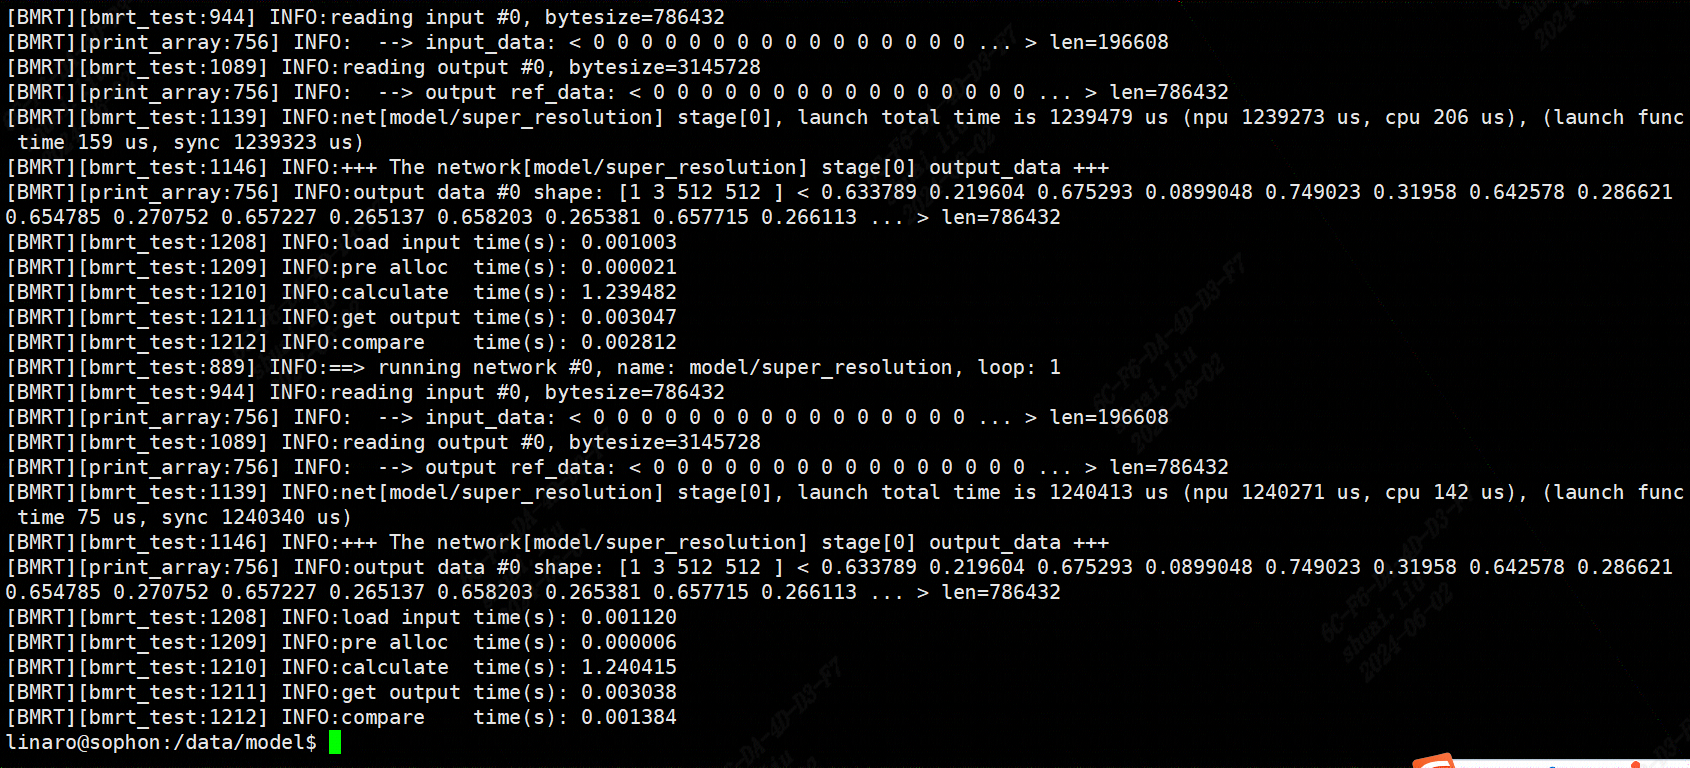 [BMRT][bmrt_test:944] INFO:reading input #0, bytesize=786432
[BMRT][print_array:756] INFO:  --> input_data: < 0 0 0 0 0 0 0 0 0 0 0 0 0 0 0 0 ... > len=196608
[BMRT][bmrt_test:1089] INFO:reading output #0, bytesize=3145728
[BMRT][print_array:756] INFO:  --> output ref_data: < 0 0 0 0 0 0 0 0 0 0 0 0 0 0 0 0 ... > len=786432
[BMRT][bmrt_test:1139] INFO:net[model/super_resolution] stage[0], launch total time is 1239479 us (npu 1239273 us, cpu 206 us), (launch func
time 159 us, sync 1239323 us)
[BMRT][bmrt_test:1146] INFO:+++ The network[model/super_resolution] stage[0] output_data +++
[BMRT][print_array:756] INFO:output data #0 shape: [1 3 512 512 ] < 0.633789 0.219604 0.675293 0.0899048 0.749023 0.31958 0.642578 0.286621
0.654785 0.270752 0.657227 0.265137 0.658203 0.265381 0.657715 0.266113 ... > len=786432
[BMRT][bmrt_test:1208] INFO:load input time(s): 0.001003
[BMRT][bmrt_test:1209] INFO:pre alloc  time(s): 0.000021
[BMRT][bmrt_test:1210] INFO:calculate  time(s): 1.239482
[BMRT][bmrt_test:1211] INFO:get output time(s): 0.003047
[BMRT][bmrt_test:1212] INFO:compare    time(s): 0.002812
[BMRT][bmrt_test:889] INFO:==> running network #0, name: model/super_resolution, loop: 1
[BMRT][bmrt_test:944] INFO:reading input #0, bytesize=786432
[BMRT][print_array:756] INFO:  --> input_data: < 0 0 0 0 0 0 0 0 0 0 0 0 0 0 0 0 ... > len=196608
[BMRT][bmrt_test:1089] INFO:reading output #0, bytesize=3145728
[BMRT][print_array:756] INFO:  --> output ref_data: < 0 0 0 0 0 0 0 0 0 0 0 0 0 0 0 0 ... > len=786432
[BMRT][bmrt_test:1139] INFO:net[model/super_resolution] stage[0], launch total time is 1240413 us (npu 1240271 us, cpu 142 us), (launch func
time 75 us, sync 1240340 us)
[BMRT][bmrt_test:1146] INFO:+++ The network[model/super_resolution] stage[0] output_data +++
[BMRT][print_array:756] INFO:output data #0 shape: [1 3 512 512 ] < 0.633789 0.219604 0.675293 0.0899048 0.749023 0.31958 0.642578 0.286621
0.654785 0.270752 0.657227 0.265137 0.658203 0.265381 0.657715 0.266113 ... > len=786432
[BMRT][bmrt_test:1208] INFO:load input time(s): 0.001120
[BMRT][bmrt_test:1209] INFO:pre alloc  time(s): 0.000006
[BMRT][bmrt_test:1210] INFO:calculate  time(s): 1.240415
[BMRT][bmrt_test:1211] INFO:get output time(s): 0.003038
[BMRT][bmrt_test:1212] INFO:compare    time(s): 0.001384
linaro@sophon:/data/model$
6C-F6-DA-4D-D3-F7
shuai.liu
2024-06-02